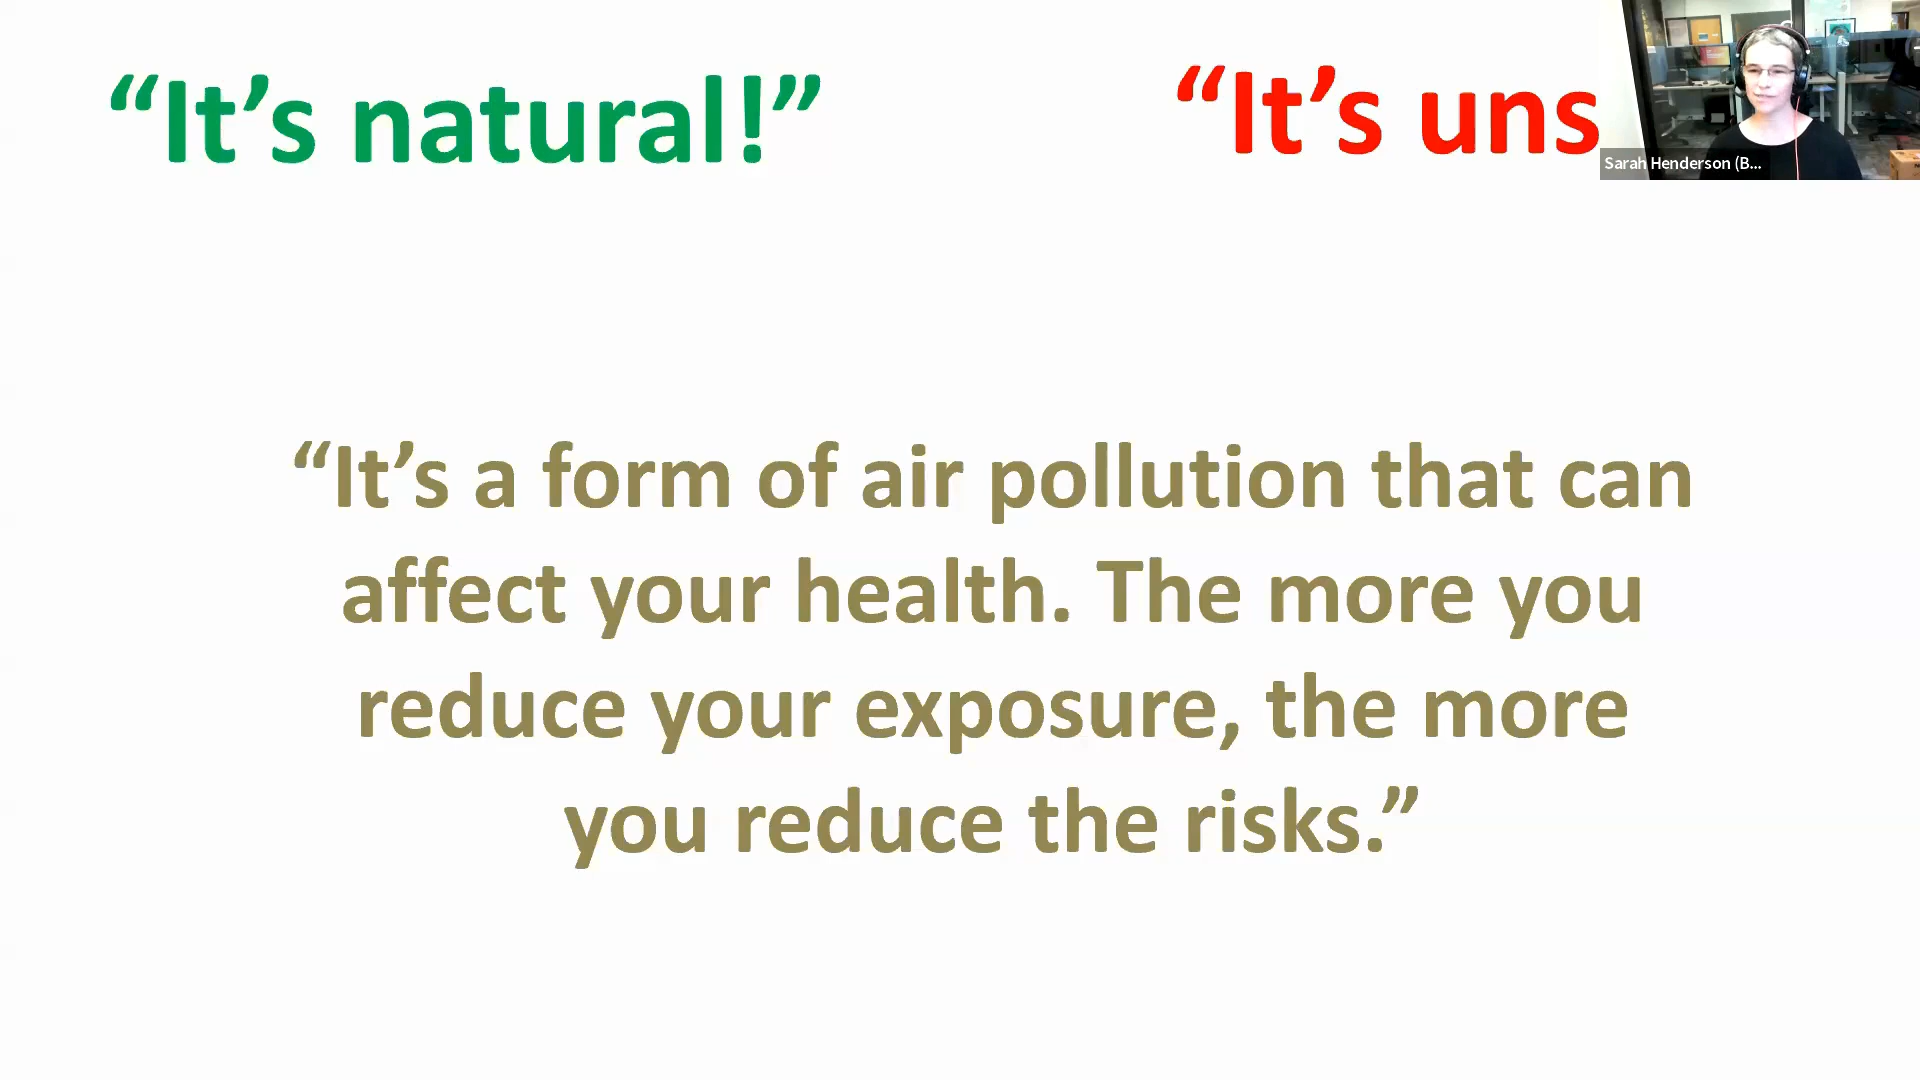 “It’s natural!”
“It’s uns
Sarah Henderson (B...
“It’s a form of air pollution that can
affect your health. The more you
reduce your exposure, the more
you reduce the risks.”